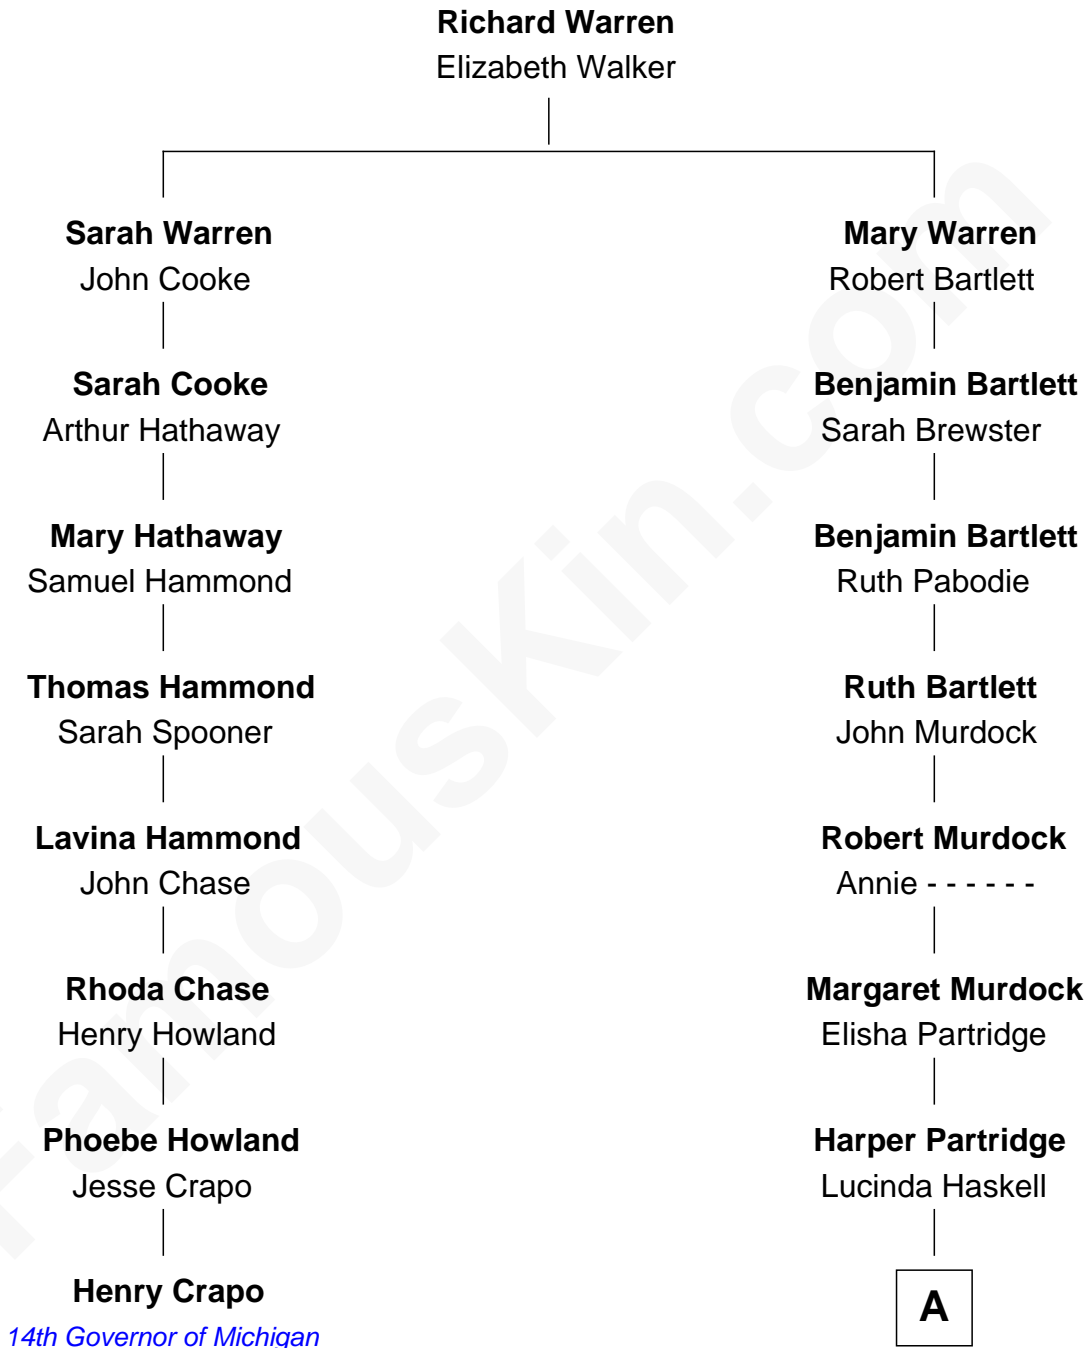 Richard Warren
Elizabeth Walker
Sarah Warren
John Cooke
Sarah Cooke
Arthur Hathaway
Mary Hathaway
Samuel Hammond
Thomas Hammond
Sarah Spooner
Lavina Hammond
John Chase
Rhoda Chase
Henry Howland
Phoebe Howland
Jesse Crapo
Henry Crapo
14th Governor of Michigan
Mary Warren
Robert Bartlett
Benjamin Bartlett
Sarah Brewster
Benjamin Bartlett
Ruth Pabodie
Ruth Bartlett
John Murdock
Robert Murdock
Annie - - - - - -
Margaret Murdock
Elisha Partridge
Harper Partridge
Lucinda Haskell
A
FamousKin.com